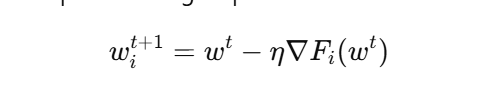 $w_i^{t+1} = w^t - \eta \nabla F_i(w^t)$